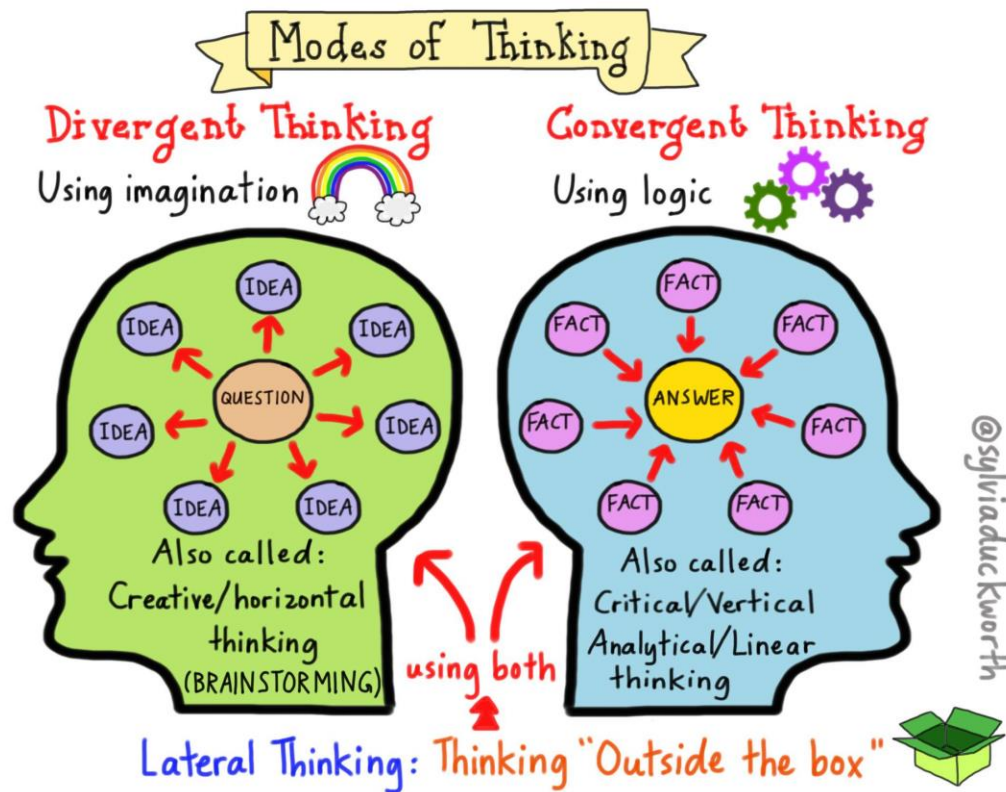 Modes of Thinking
Divergent Thinking
Using imagination
IDEA
IDEA
IDEA
IDEA
IDEA
IDEA
IDEA
QUESTION
Also called:
Creative/horizontal
thinking
(BRAINSTORMING)
Convergent Thinking
Using logic
FACT
FACT
FACT
FACT
FACT
FACT
FACT
ANSWER
Also called:
Critical/Vertical
Analytical/Linear
thinking
using both
Lateral Thinking: Thinking "Outside the box"
@sylviaduckworth